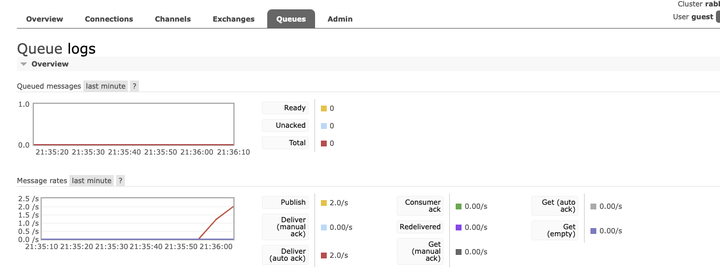 Cluster rabl
User guest
Overview Connections Channels Exchanges Queues Admin
Queue logs
Overview
Queued messages last minute ?
1.0
0.0
21:35:20 21:35:30 21:35:40 21:35:50 21:36:00 21:36:10
Ready 0
Unacked 0
Total 0
Message rates last minute ?
2.5 /s
2.0 /s
1.5 /s
1.0 /s
0.5 /s
0.0 /s
21:35:10 21:35:20 21:35:30 21:35:40 21:35:50 21:36:00
Publish 2.0/s
Deliver
(manual
ack)
0.00/s
Deliver
(auto ack)
2.0/s
Consumer
ack
0.00/s
Redelivered 0.00/s
Get
(manual
ack)
0.00/s
Get (auto
ack)
0.00/s
Get
(empty)
0.00/s